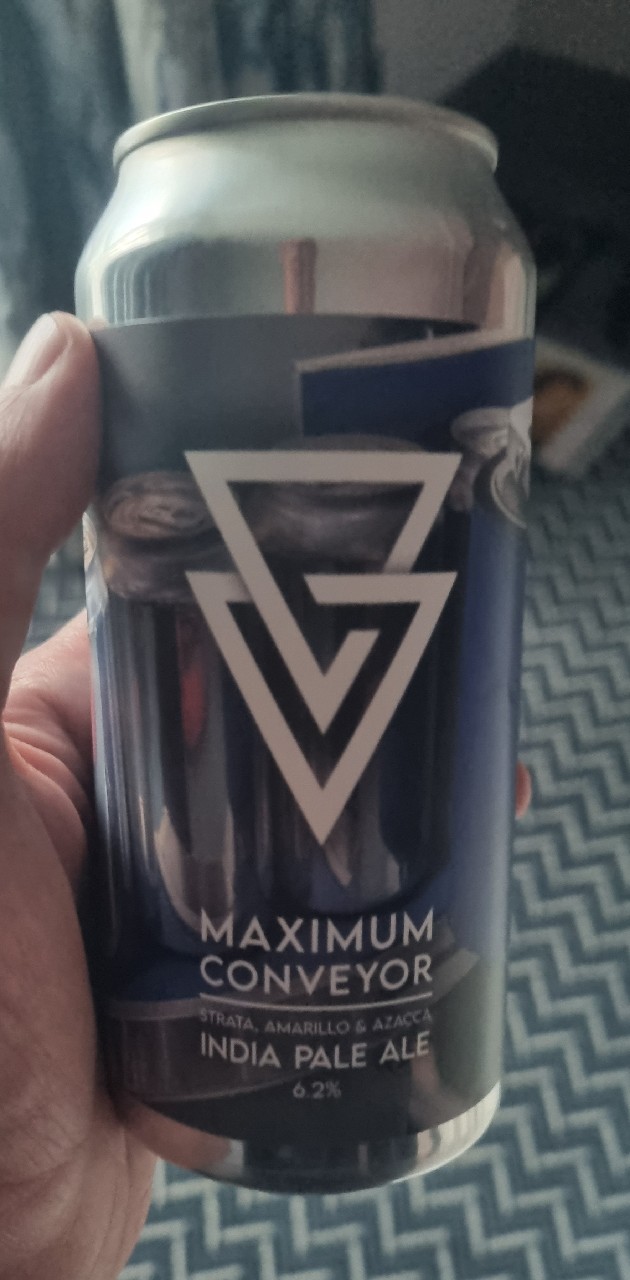 MAXIMUM
CONVEYOR
STRATA, AMARILLO & AZACCA
INDIA PALE ALE
6.2%